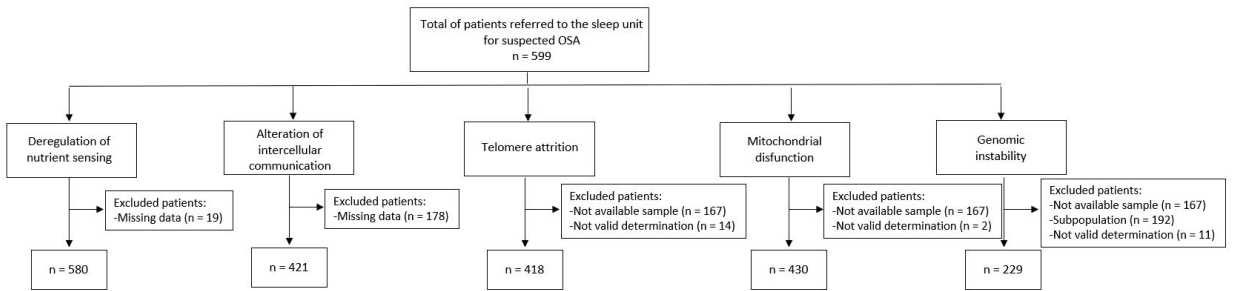 Total of patients referred to the sleep unit
for suspected OSA
n = 599
Deregulation of
nutrient sensing
Excluded patients:
-Missing data (n = 19)
n = 580
Alteration of
intercellular
communication
Excluded patients:
-Missing data (n = 178)
n = 421
Telomere attrition
Excluded patients:
-Not available sample (n = 167)
-Not valid determination (n = 14)
n = 418
Mitochondrial
disfunction
Excluded patients:
-Not available sample (n = 167)
-Not valid determination (n = 2)
n = 430
Genomic
instability
Excluded patients:
-Not available sample (n = 167)
-Subpopulation (n = 192)
-Not valid determination (n = 11)
n = 229